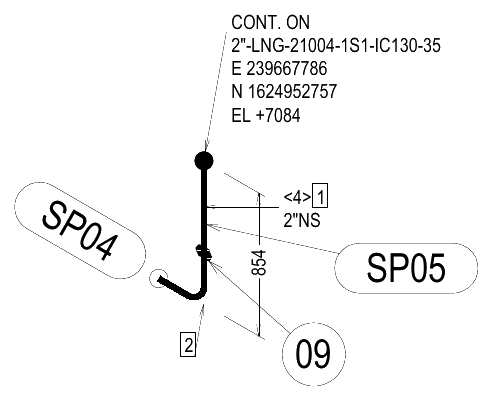 CONT. ON
2"-LNG-21004-1S1-IC130-35
E 239667786
N 1624952757
EL +7084
<4> 1
2"NS
SP04
SP05
854
2
09